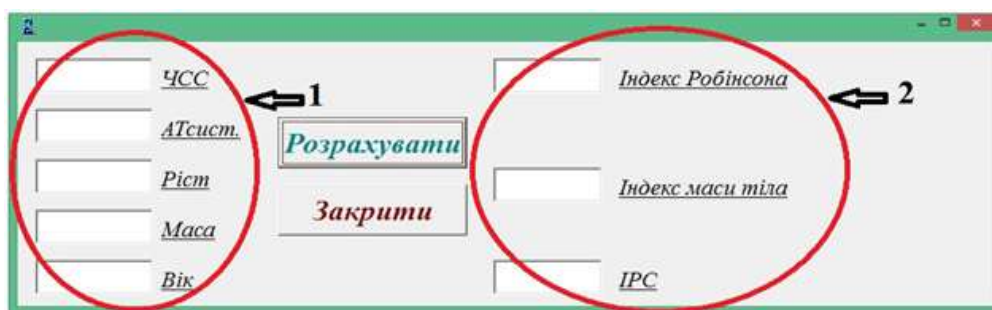 ЧСС
АТсист.
Ріст
Маса
Вік
1
Розрахувати
Закрити
Індекс Робінсона
Індекс маси тіла
ІРС
2